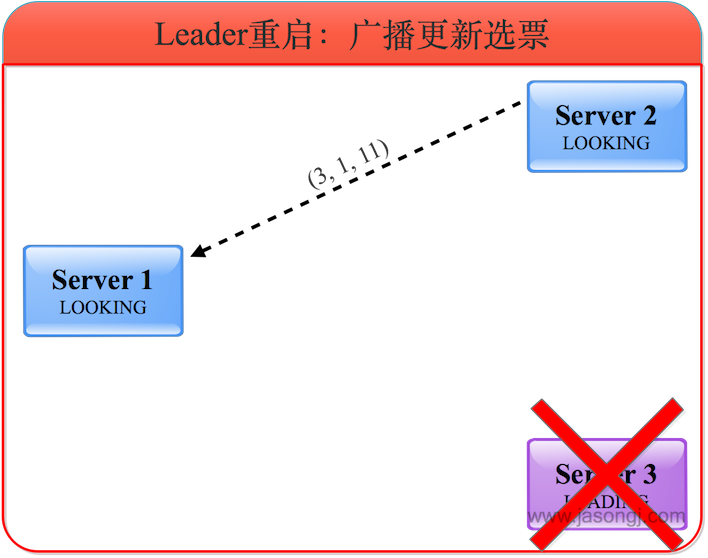 Leader重启：广播更新选票
Server 2
LOOKING
(3, 1, 11)
Server 1
LOOKING
Server 3
LEADING
www.jasongj.com